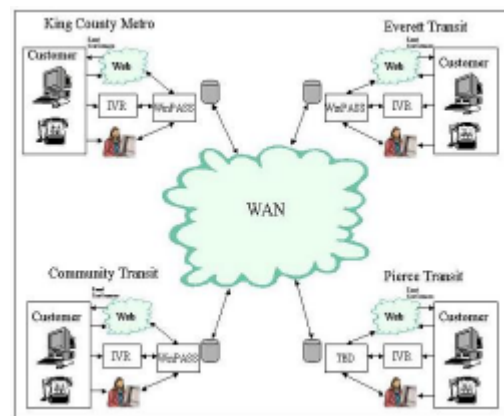 King County Metro
Customer
Web
IVR
WinPASS
Everett Transit
Customer
Web
WinPASS
IVR
WAN
Community Transit
Customer
Web
IVR
WinPASS
Pierce Transit
Customer
Web
TBD
IVR